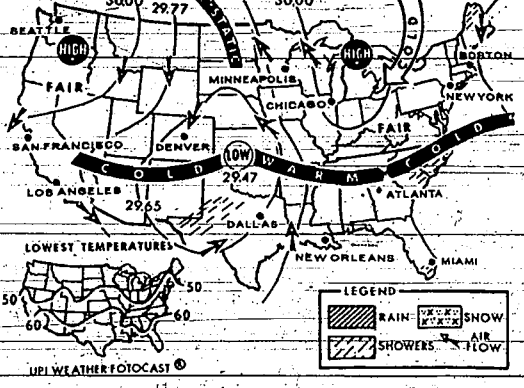 30.00 29.77 30.00
SEATTLE
STATIC
COLD
HIGH
HIGH
BOSTON
FAIR
MINNEAPOLIS
NEW YORK
CHICAGO
FAIR
SAN FRANCISCO
DENVER
LOW
COLD
WARM
COLD
29.47
LOS ANGELES
ATLANTA
29.65
DALLAS
LOWEST TEMPERATURES
NEW ORLEANS
MIAMI
50
60
50
60
LEGEND
RAIN
SNOW
SHOWERS
AIR FLOW
UPI WEATHER FOTOCAST ®